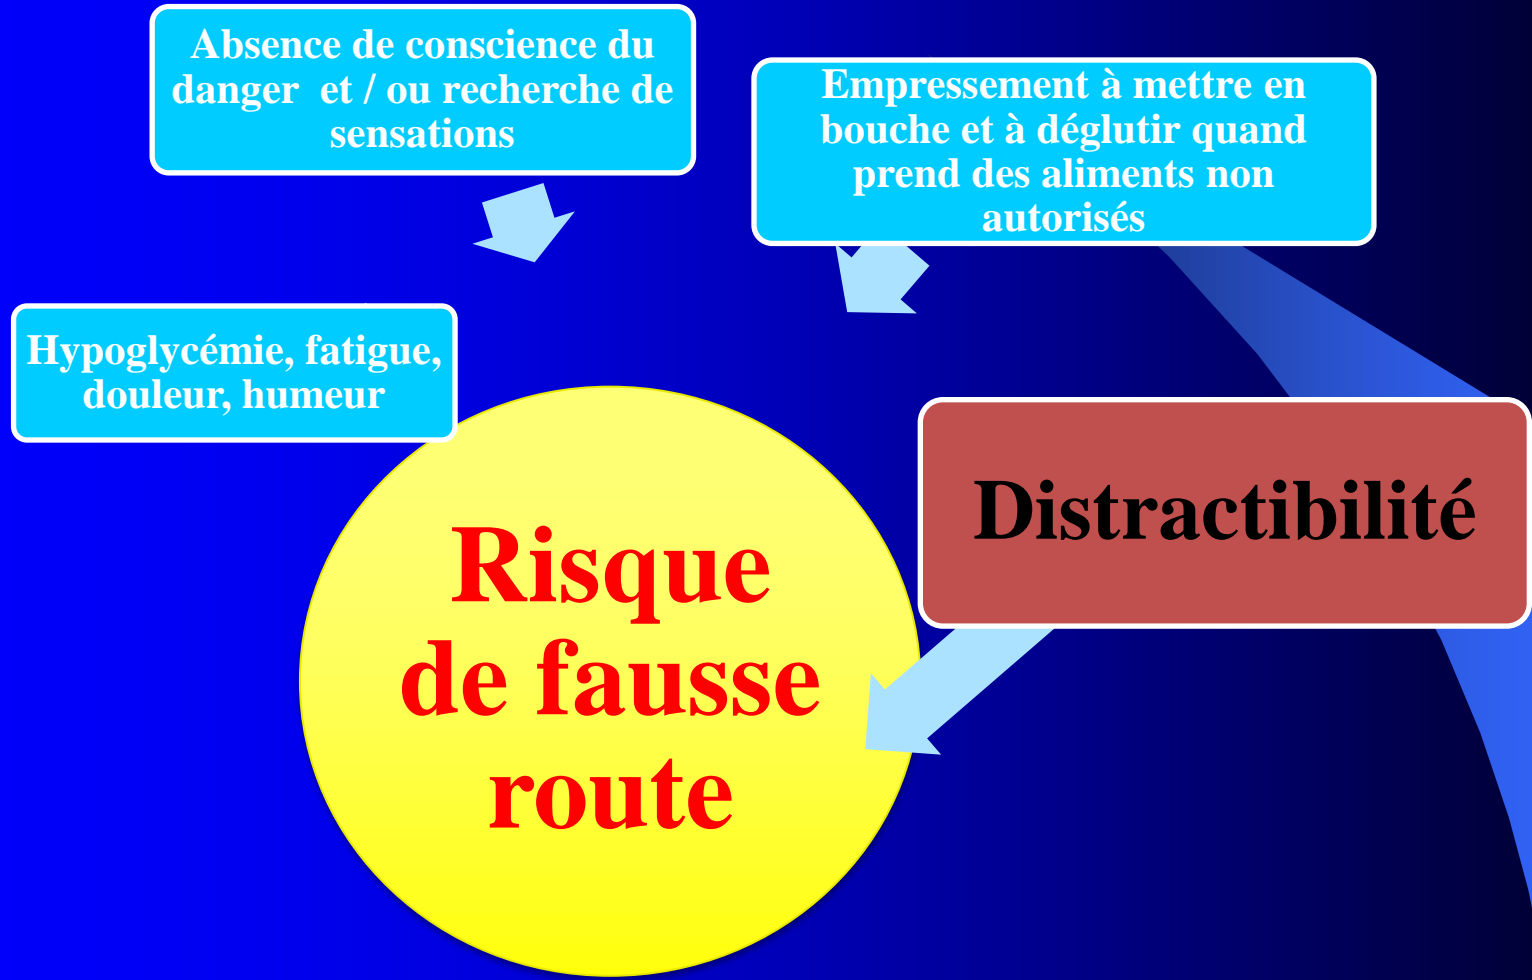 Absence de conscience du
danger et / ou recherche de
sensations
Empressement à mettre en
bouche et à déglutir quand
prend des aliments non
autorisés
Hypoglycémie, fatigue,
douleur, humeur
Distractibilité
Risque
de fausse
route